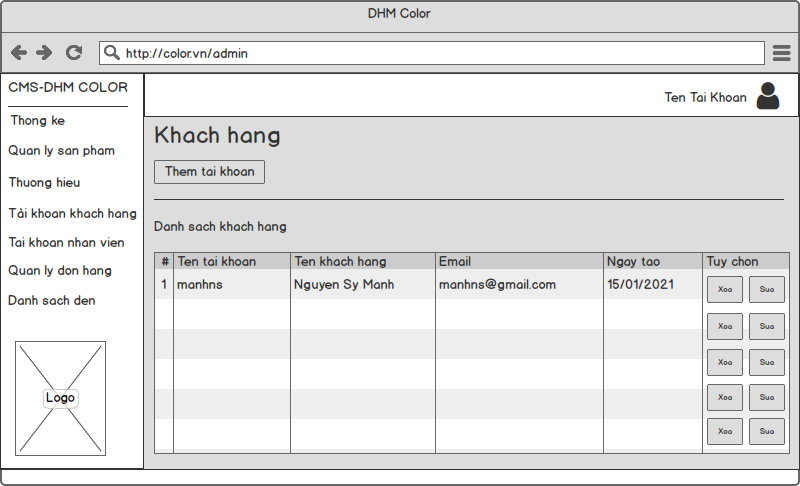 DHM Color
http://color.vn/admin
CMS-DHM COLOR
Thong ke
Quan ly san pham
Thuong hieu
Tài khoan khach hang
Tai khoan nhan vien
Quan ly don hang
Danh sach den
Logo
Ten Tai Khoan
Khach hang
Them tai khoan
Danh sach khach hang
# Ten tai khoan Ten khach hang Email Ngay tao Tuy chon
1 manhns Nguyen Sy Manh manhns@gmail.com 15/01/2021 Xoa Sua
Xoa Sua
Xoa Sua
Xoa Sua
Xoa Sua